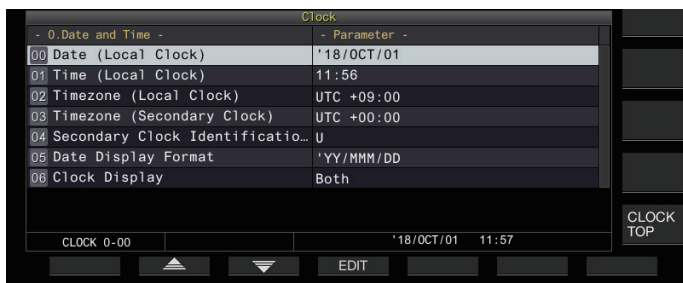 Clock
- 0.Date and Time - - Parameter -
00 Date (Local Clock) '18/OCT/01
01 Time (Local Clock) 11:56
02 Timezone (Local Clock) UTC +09:00
03 Timezone (Secondary Clock) UTC +00:00
04 Secondary Clock Identificatio… U
05 Date Display Format 'YY/MMM/DD
06 Clock Display Both
CLOCK TOP
CLOCK 0-00 '18/OCT/01 11:57
EDIT